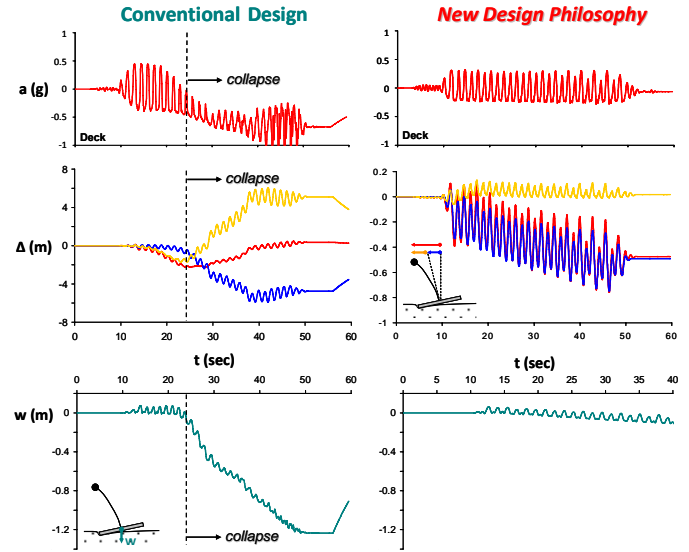 Conventional Design
New Design Philosophy
a (g)
1
0.5
0
-0.5
-1
collapse
Deck
1
0.5
0
-0.5
-1
Deck
Δ (m)
8
4
0
-4
-8
collapse
0 10 20 30 40 50 60
t (sec)
0.2
0
-0.2
-0.4
-0.6
-0.8
-1
0 10 20 30 40 50 60
t (sec)
w (m)
0 10 20 30 40 50 60
0
-0.4
-0.8
-1.2
w
collapse
0 5 10 15 20 25 30 35 40
0
-0.4
-0.8
-1.2